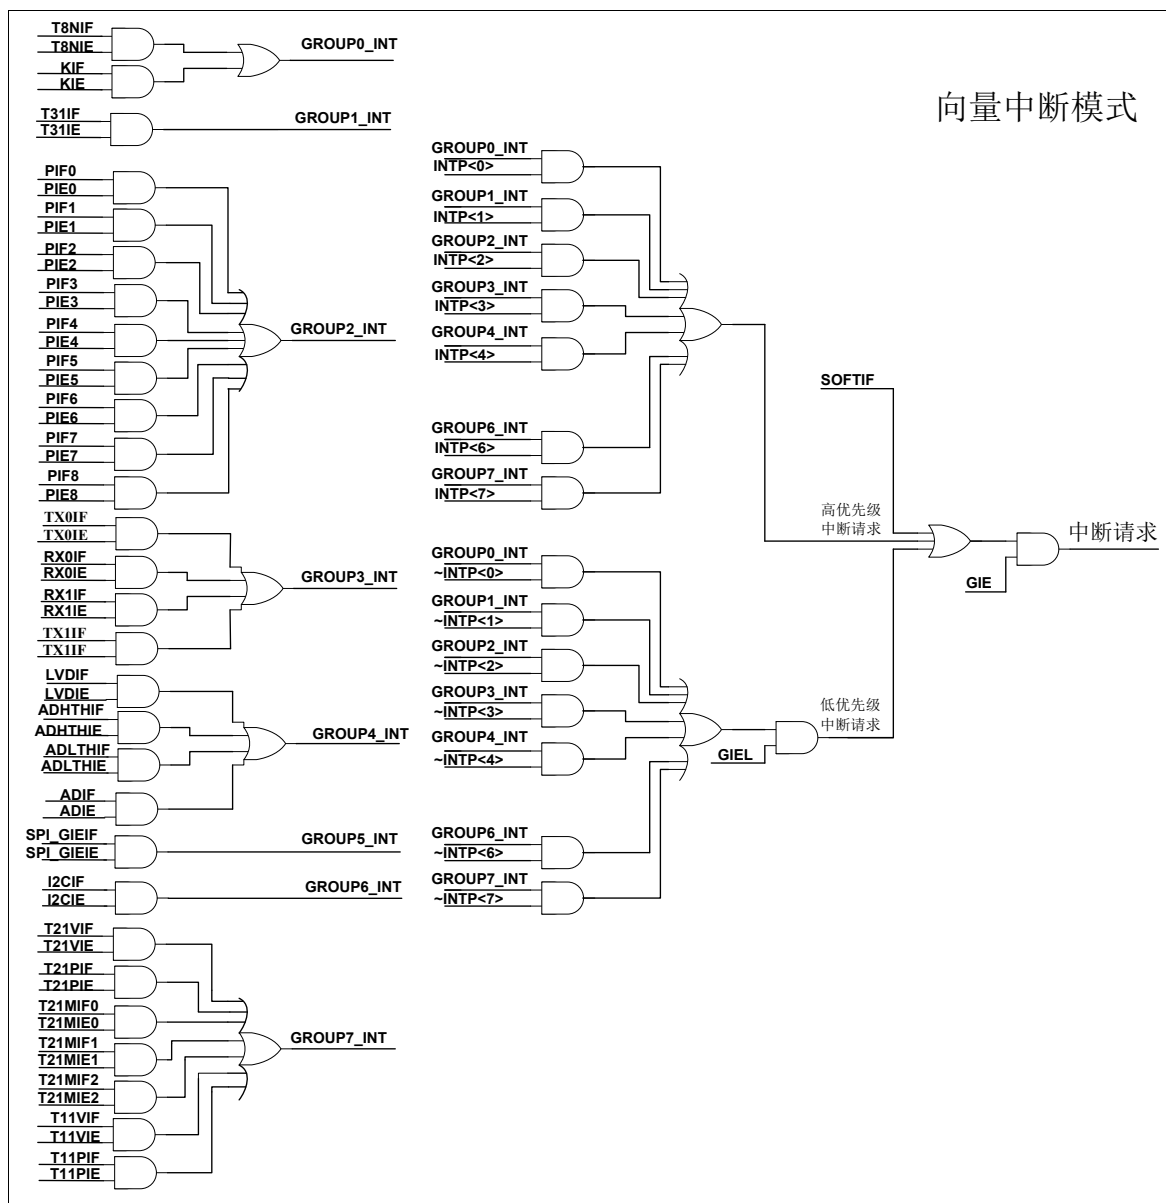 T8NIF
T8NIE
KIF
KIE
GROUP0_INT
T31IF
T31IE
GROUP1_INT
PIF0
PIE0
PIF1
PIE1
PIF2
PIE2
PIF3
PIE3
PIF4
PIE4
PIF5
PIE5
PIF6
PIE6
PIF7
PIE7
PIF8
PIE8
GROUP2_INT
TX0IF
TX0IE
RX0IF
RX0IE
RX1IF
RX1IE
TX1IF
TX1IF
GROUP3_INT
LVDIF
LVDIE
ADHTHIF
ADHTHIE
ADLTHIF
ADLTHIE
ADIF
ADIE
GROUP4_INT
SPI_GIEIF
SPI_GIEIE
GROUP5_INT
I2CIF
I2CIE
GROUP6_INT
T21VIF
T21VIE
T21PIF
T21PIE
T21MIF0
T21MIE0
T21MIF1
T21MIE1
T21MIF2
T21MIE2
T11VIF
T11VIE
T11PIF
T11PIE
GROUP7_INT
向量中断模式
GROUP0_INT
INTP<0>
GROUP1_INT
INTP<1>
GROUP2_INT
INTP<2>
GROUP3_INT
INTP<3>
GROUP4_INT
INTP<4>
GROUP6_INT
INTP<6>
GROUP7_INT
INTP<7>
GROUP0_INT
~INTP<0>
GROUP1_INT
~INTP<1>
GROUP2_INT
~INTP<2>
GROUP3_INT
~INTP<3>
GROUP4_INT
~INTP<4>
GROUP6_INT
~INTP<6>
GROUP7_INT
~INTP<7>
GIEL
SOFTIF
高优先级
中断请求
低优先级
中断请求
GIE
中断请求